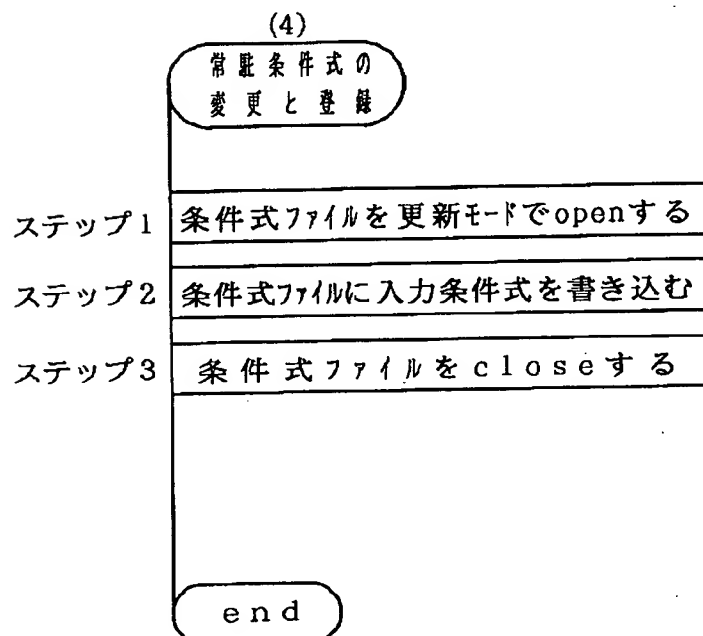 (4)
常駐条件式の
変更と登録
ステップ1 条件式ファイルを更新モードでopenする
ステップ2 条件式ファイルに入力条件式を書き込む
ステップ3 条件式ファイルをcloseする
end